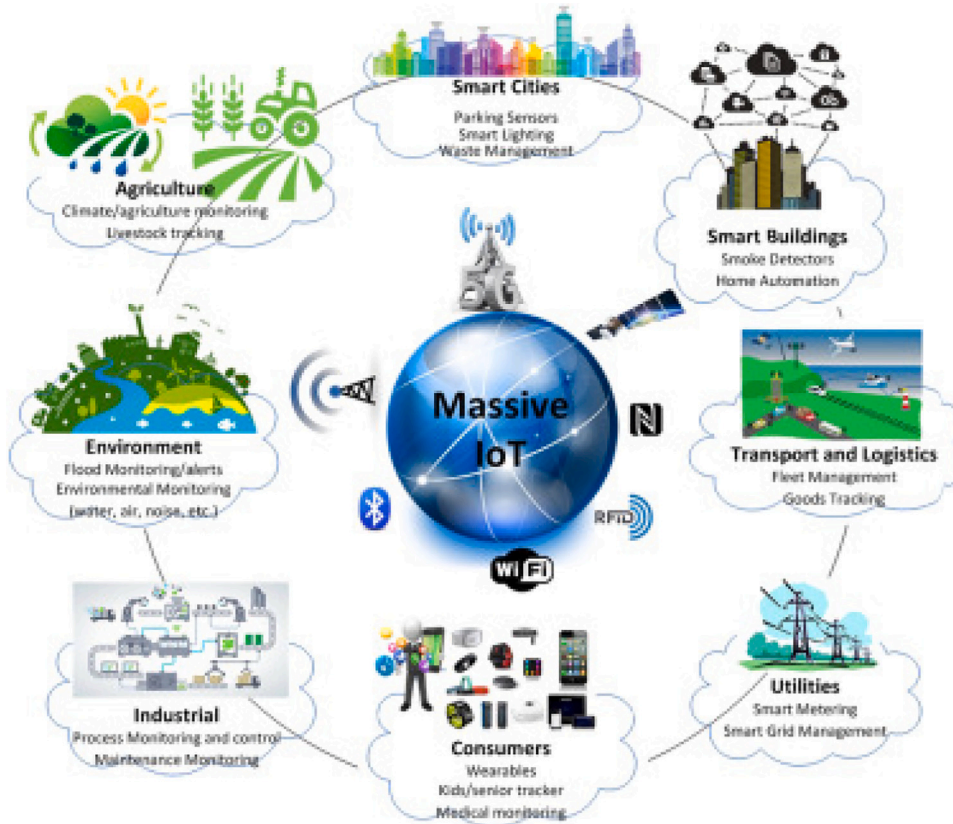 Smart Cities
Parking Sensors
Smart Lighting
Waste Management
Agriculture
Climate/agriculture monitoring
Livestock tracking
Smart Buildings
Smoke Detectors
Home Automation
5G
Massive
IoT
Environment
Flood Monitoring/alerts
Environmental Monitoring
(water, air, noise, etc.)
Transport and Logistics
Fleet Management
Goods Tracking
RFID
WiFi
Industrial
Process Monitoring and control
Maintenance Monitoring
Consumers
Wearables
Kids/senior tracker
Medical monitoring
Utilities
Smart Metering
Smart Grid Management